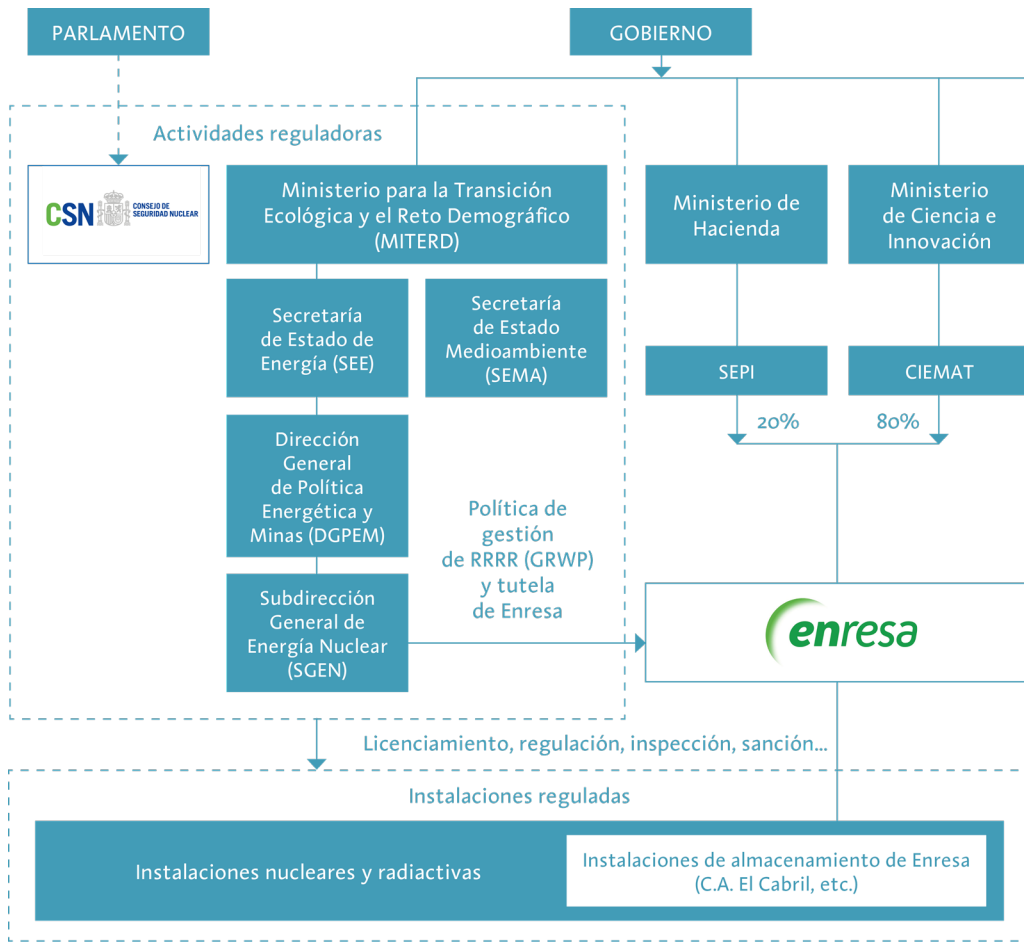 PARLAMENTO
GOBIERNO
Actividades reguladoras
CSN
CONSEJO DE
SEGURIDAD NUCLEAR
Ministerio para la Transición
Ecológica y el Reto Demográfico
(MITERD)
Ministerio de
Hacienda
Ministerio
de Ciencia e
Innovación
Secretaría
de Estado de
Energía (SEE)
Secretaría
de Estado
Medioambiente
(SEMA)
SEPI
CIEMAT
20%
80%
Dirección
General
de Política
Energética y
Minas (DGPEM)
Política de
gestión
de RRRR (GRWP)
y tutela
de Enresa
Subdirección
General de
Energía Nuclear
(SGEN)
enresa
Licenciamiento, regulación, inspección, sanción...
Instalaciones reguladas
Instalaciones nucleares y radiactivas
Instalaciones de almacenamiento de Enresa
(C.A. El Cabril, etc.)